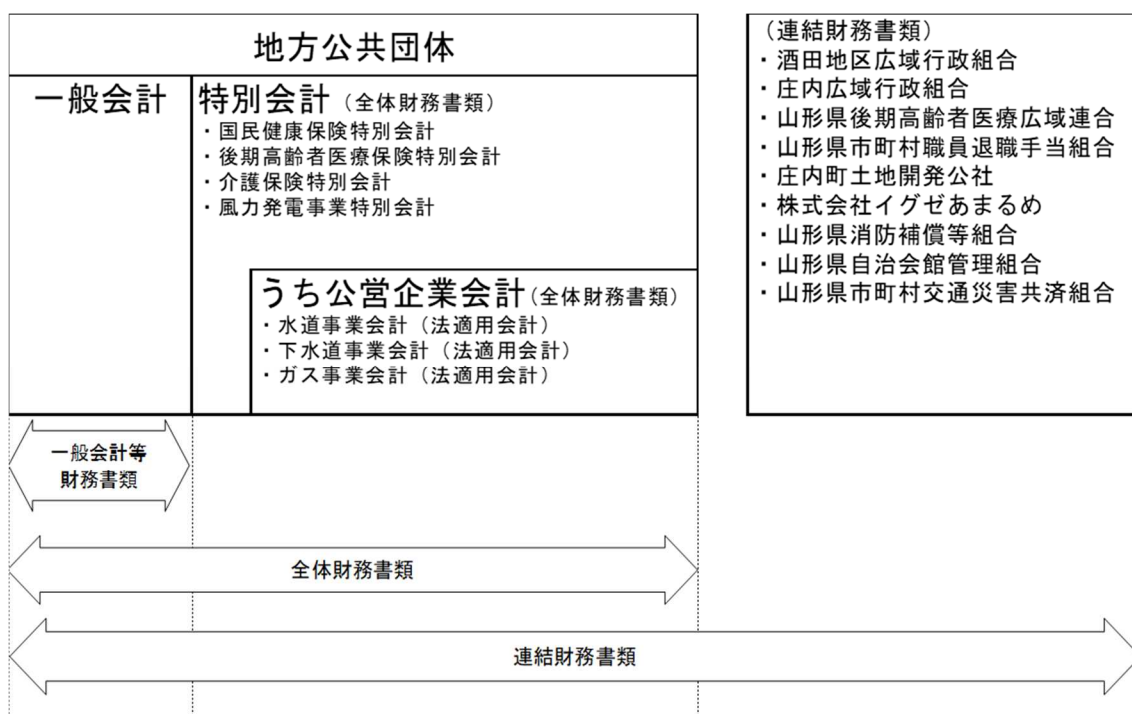 地方公共団体
一般会計
特別会計（全体財務書類）
・国民健康保険特別会計
・後期高齢者医療保険特別会計
・介護保険特別会計
・風力発電事業特別会計
うち公営企業会計（全体財務書類）
・水道事業会計（法適用会計）
・下水道事業会計（法適用会計）
・ガス事業会計（法適用会計）
（連結財務書類）
・酒田地区広域行政組合
・庄内広域行政組合
・山形県後期高齢者医療広域連合
・山形県市町村職員退職手当組合
・庄内町土地開発公社
・株式会社イグゼあまるめ
・山形県消防補償等組合
・山形県自治会館管理組合
・山形県市町村交通災害共済組合
一般会計等
財務書類
全体財務書類
連結財務書類